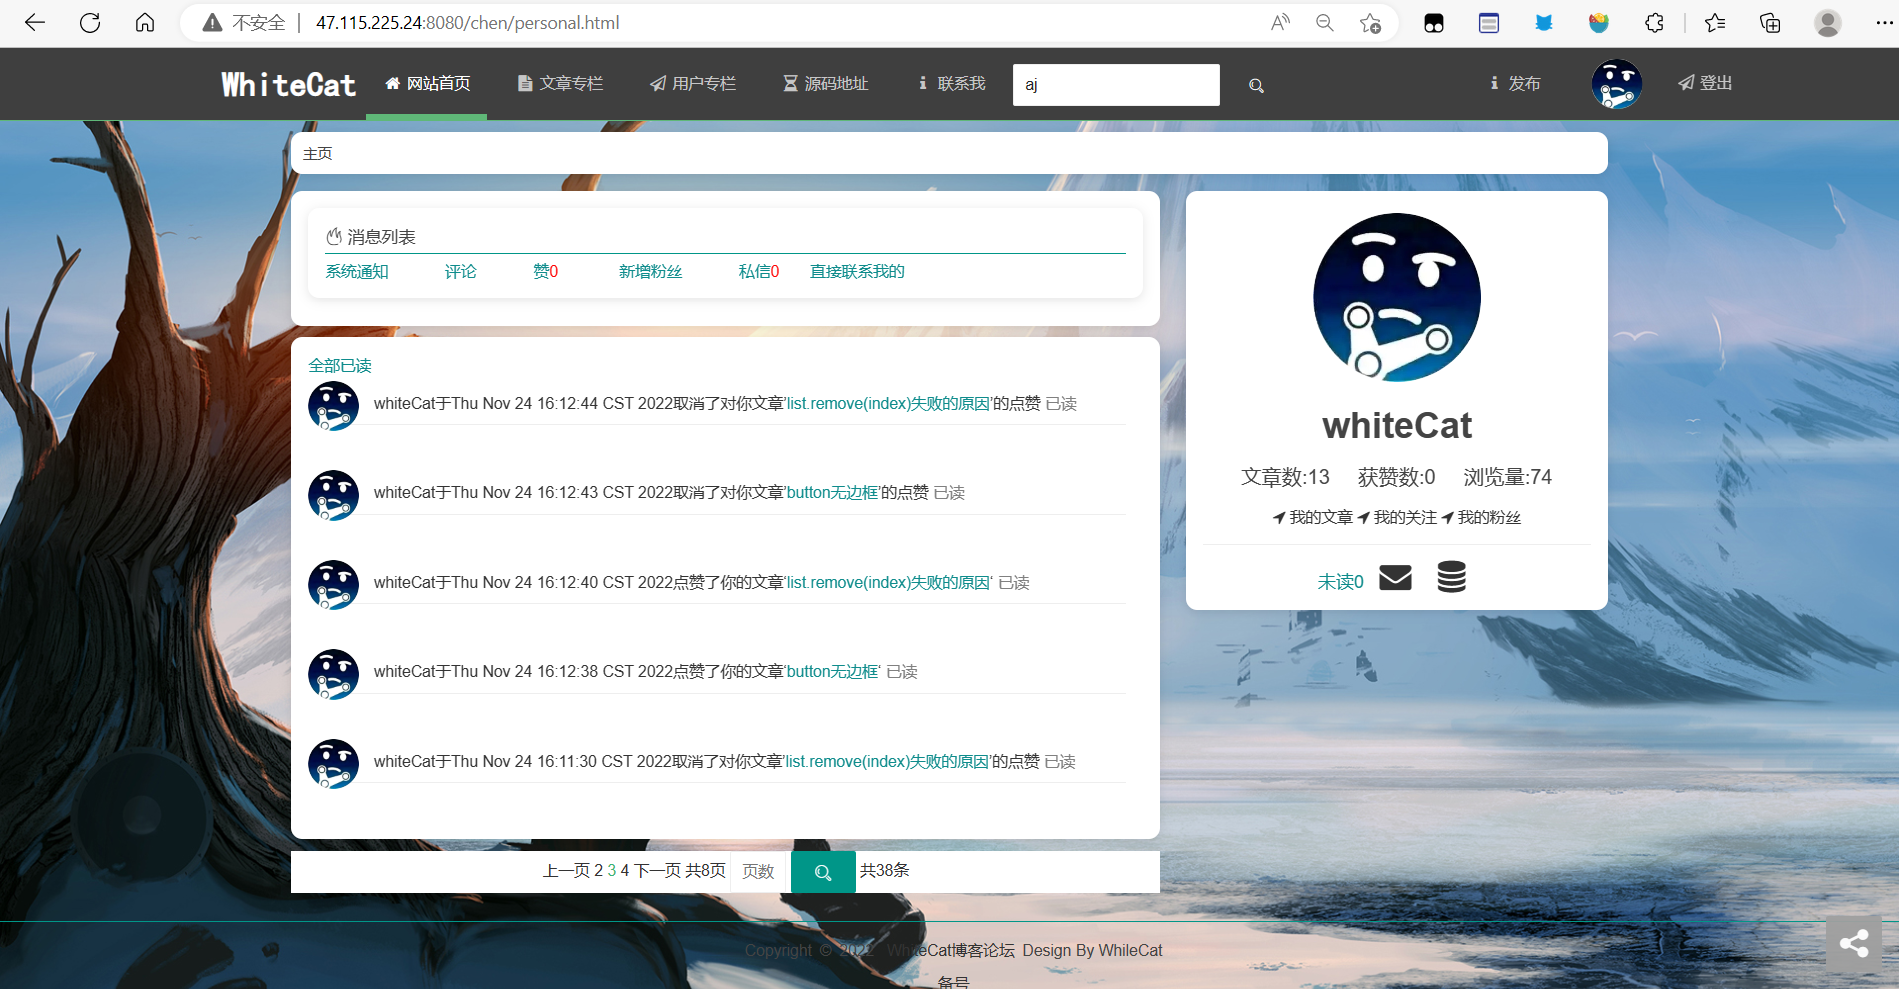 不安全 | 47.115.225.24:8080/chen/personal.html
WhiteCat 网站首页 文章专栏 用户专栏 源码地址 联系我 aj 发布 登出
主页
消息列表
系统通知 评论 赞0 新增粉丝 私信0 直接联系我的
全部已读
whiteCat于Thu Nov 24 16:12:44 CST 2022取消了对你文章'list.remove(index)失败的原因'的点赞 已读
whiteCat于Thu Nov 24 16:12:43 CST 2022取消了对你文章'button无边框'的点赞 已读
whiteCat于Thu Nov 24 16:12:40 CST 2022点赞了你的文章‘list.remove(index)失败的原因‘ 已读
whiteCat于Thu Nov 24 16:12:38 CST 2022点赞了你的文章‘button无边框‘ 已读
whiteCat于Thu Nov 24 16:11:30 CST 2022取消了对你文章'list.remove(index)失败的原因'的点赞 已读
上一页 2 3 4 下一页 共8页 页数 共38条
whiteCat
文章数:13 获赞数:0 浏览量:74
我的文章 我的关注 我的粉丝
未读0
Copyright © 2022 WhiteCat博客论坛 Design By WhileCat
备号